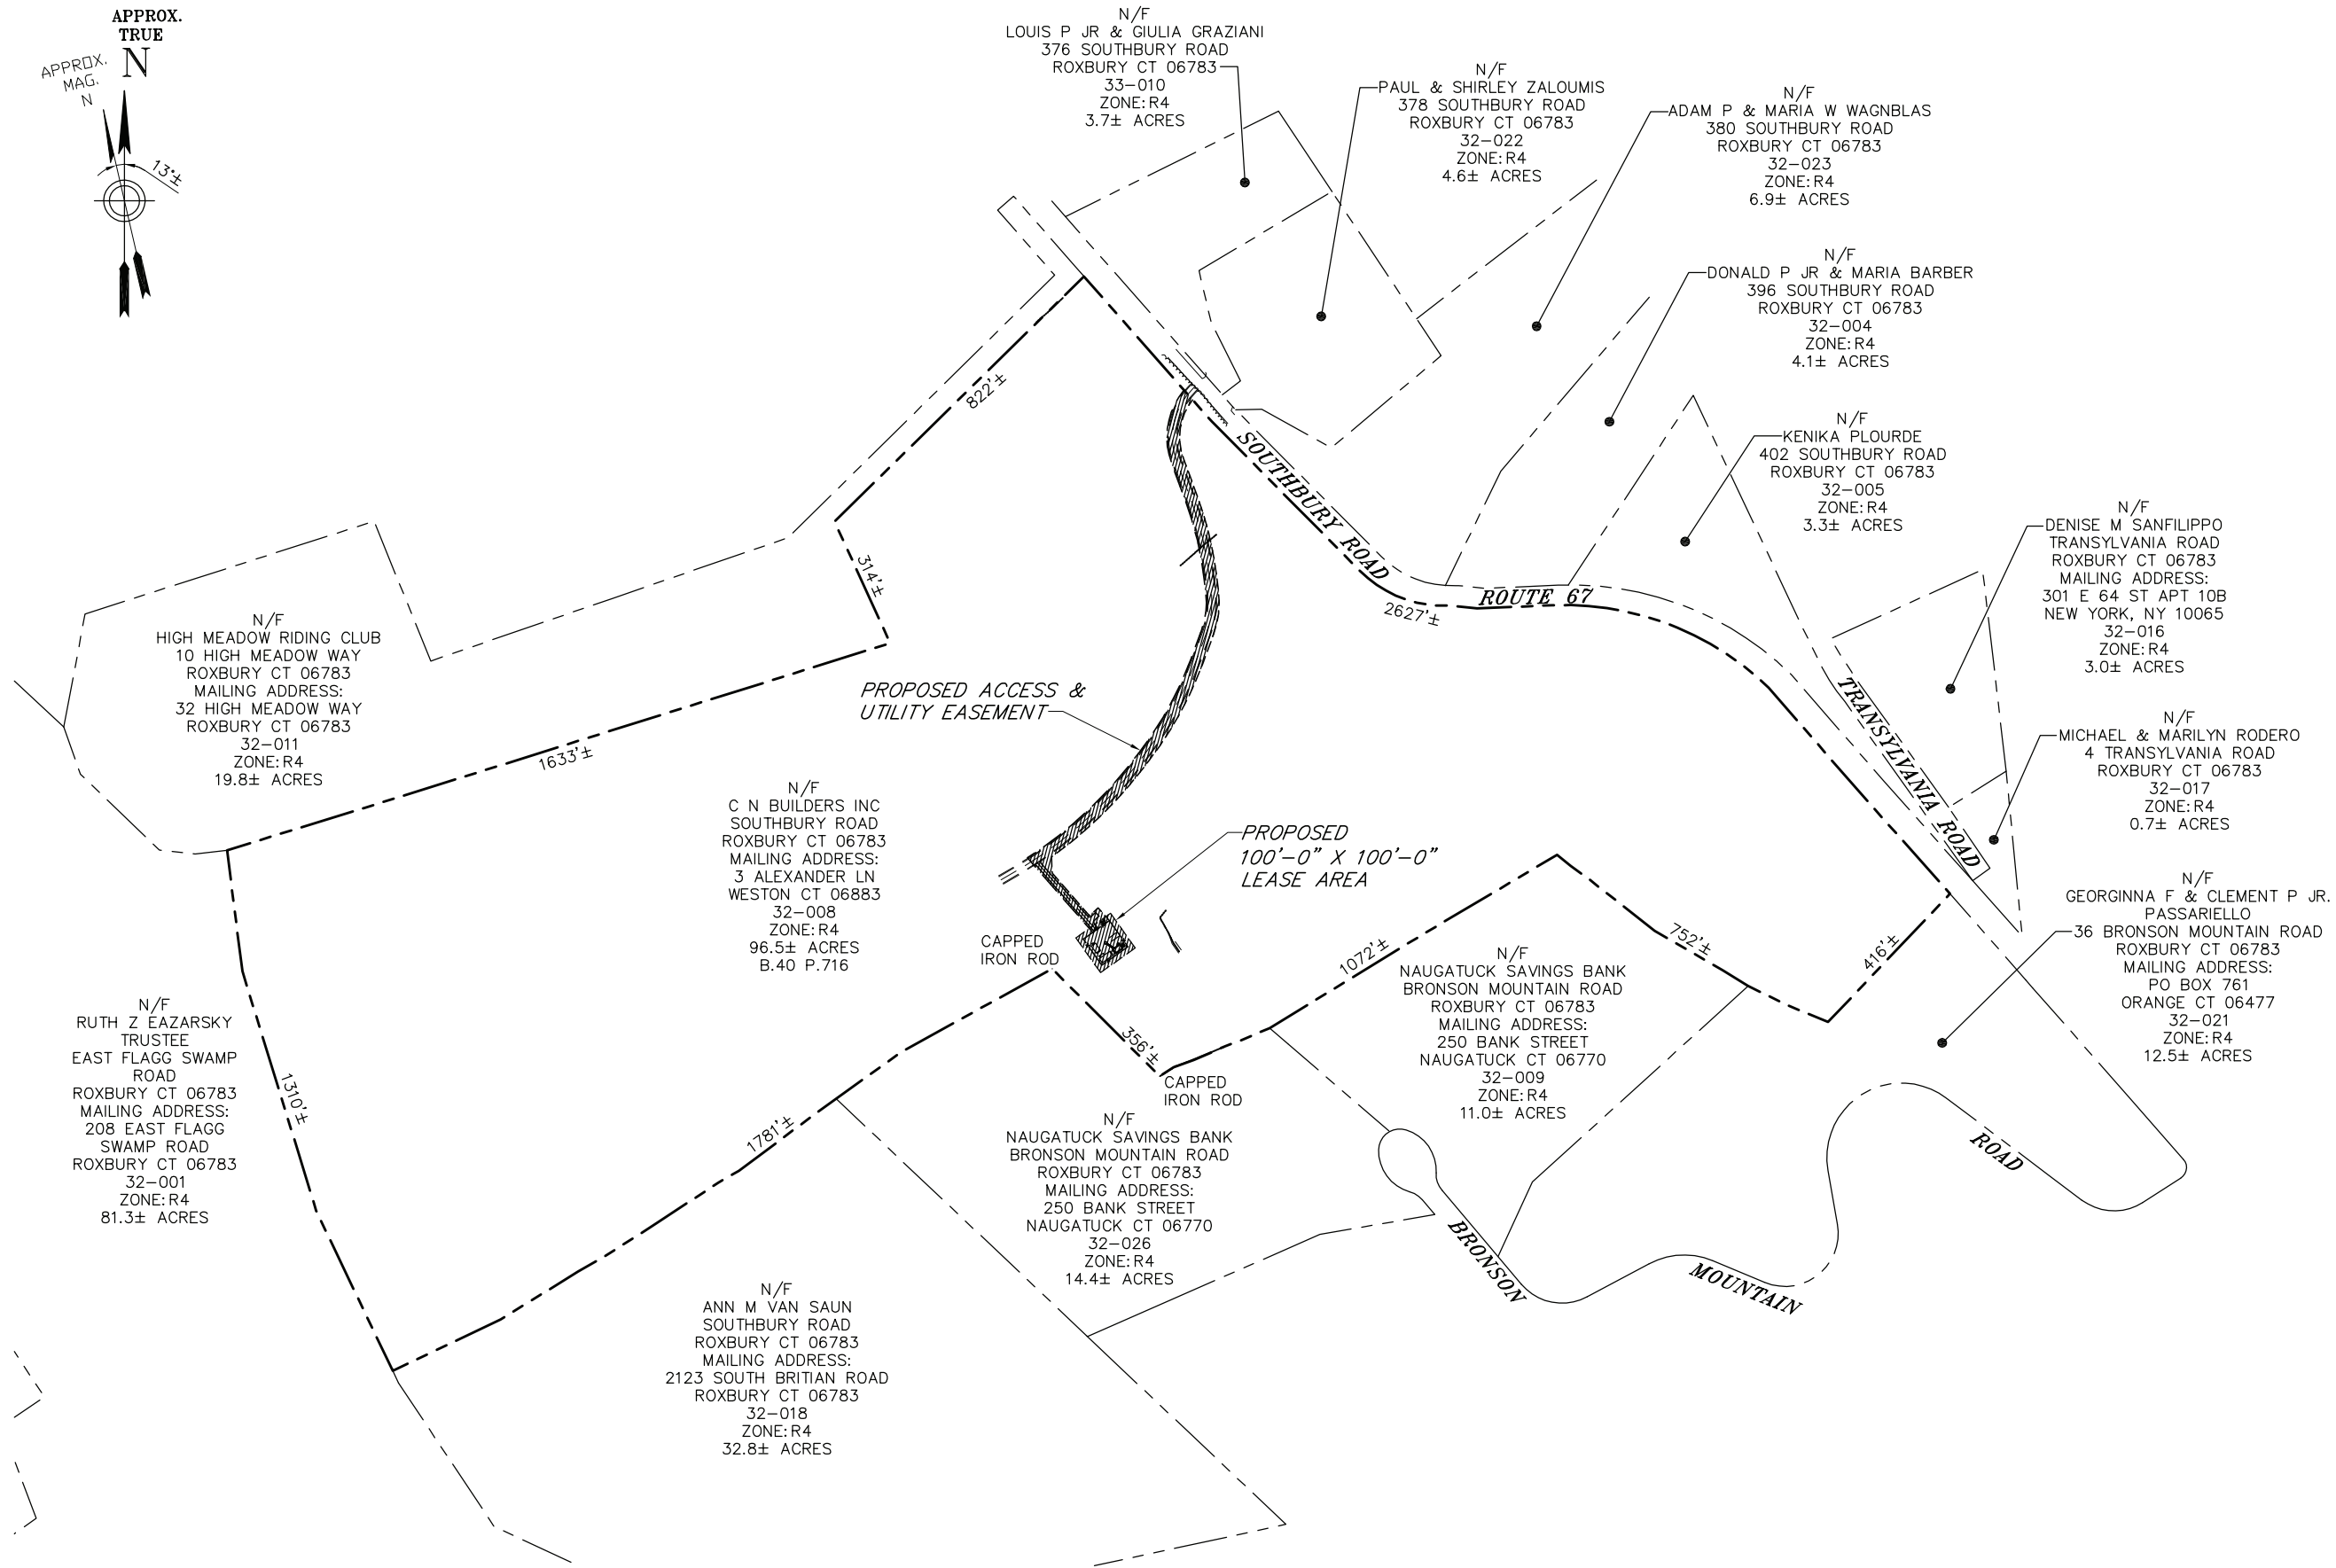 APPROX.
TRUE
N
APPROX.
MAG.
N
13°±
N/F
LOUIS P JR & GIULIA GRAZIANI
376 SOUTHBURY ROAD
ROXBURY CT 06783
33-010
ZONE: R4
3.7± ACRES
N/F
PAUL & SHIRLEY ZALOUMIS
378 SOUTHBURY ROAD
ROXBURY CT 06783
32-022
ZONE: R4
4.6± ACRES
N/F
ADAM P & MARIA W WAGNBLAS
380 SOUTHBURY ROAD
ROXBURY CT 06783
32-023
ZONE: R4
6.9± ACRES
N/F
DONALD P JR & MARIA BARBER
396 SOUTHBURY ROAD
ROXBURY CT 06783
32-004
ZONE: R4
4.1± ACRES
N/F
KENIKA PLOURDE
402 SOUTHBURY ROAD
ROXBURY CT 06783
32-005
ZONE: R4
3.3± ACRES
N/F
DENISE M SANFILIPPO
TRANSYLVANIA ROAD
ROXBURY CT 06783
MAILING ADDRESS:
301 E 64 ST APT 10B
NEW YORK, NY 10065
32-016
ZONE: R4
3.0± ACRES
N/F
MICHAEL & MARILYN RODERO
4 TRANSYLVANIA ROAD
ROXBURY CT 06783
32-017
ZONE: R4
0.7± ACRES
N/F
GEORGINNA F & CLEMENT P JR.
PASSARIELLO
36 BRONSON MOUNTAIN ROAD
ROXBURY CT 06783
MAILING ADDRESS:
PO BOX 761
ORANGE CT 06477
32-021
ZONE: R4
12.5± ACRES
822'±
314'±
SOUTHBURY ROAD
ROUTE 67
2627'±
TRANSYLVANIA ROAD
N/F
HIGH MEADOW RIDING CLUB
10 HIGH MEADOW WAY
ROXBURY CT 06783
MAILING ADDRESS:
32 HIGH MEADOW WAY
ROXBURY CT 06783
32-011
ZONE: R4
19.8± ACRES
1633'±
PROPOSED ACCESS &
UTILITY EASEMENT
N/F
C N BUILDERS INC
SOUTHBURY ROAD
ROXBURY CT 06783
MAILING ADDRESS:
3 ALEXANDER LN
WESTON CT 06883
32-008
ZONE: R4
96.5± ACRES
B.40 P.716
PROPOSED
100'-0" X 100'-0"
LEASE AREA
CAPPED
IRON ROD
356'±
CAPPED
IRON ROD
1072'±
752'±
416'±
N/F
NAUGATUCK SAVINGS BANK
BRONSON MOUNTAIN ROAD
ROXBURY CT 06783
MAILING ADDRESS:
250 BANK STREET
NAUGATUCK CT 06770
32-009
ZONE: R4
11.0± ACRES
N/F
RUTH Z EAZARSKY
TRUSTEE
EAST FLAGG SWAMP
ROAD
ROXBURY CT 06783
MAILING ADDRESS:
208 EAST FLAGG
SWAMP ROAD
ROXBURY CT 06783
32-001
ZONE: R4
81.3± ACRES
1310'±
1781'±
N/F
NAUGATUCK SAVINGS BANK
BRONSON MOUNTAIN ROAD
ROXBURY CT 06783
MAILING ADDRESS:
250 BANK STREET
NAUGATUCK CT 06770
32-026
ZONE: R4
14.4± ACRES
BRONSON
MOUNTAIN
ROAD
N/F
ANN M VAN SAUN
SOUTHBURY ROAD
ROXBURY CT 06783
MAILING ADDRESS:
2123 SOUTH BRITIAN ROAD
ROXBURY CT 06783
32-018
ZONE: R4
32.8± ACRES